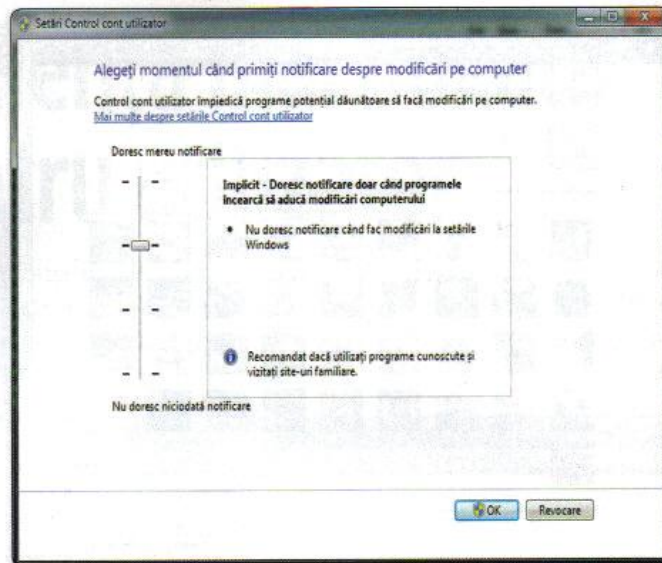 Setări Control cont utilizator
Alegeți momentul când primiți notificare despre modificări pe computer
Control cont utilizator împiedică programe potențial dăunătoare să facă modificări pe computer.
Mai multe despre setările Control cont utilizator
Doresc mereu notificare
Implicit - Doresc notificare doar când programele
încearcă să aducă modificări computerului
• Nu doresc notificare când fac modificări la setările
Windows
Recomandat dacă utilizați programe cunoscute și
vizitați site-uri familiare.
Nu doresc niciodată notificare
OK
Revocare